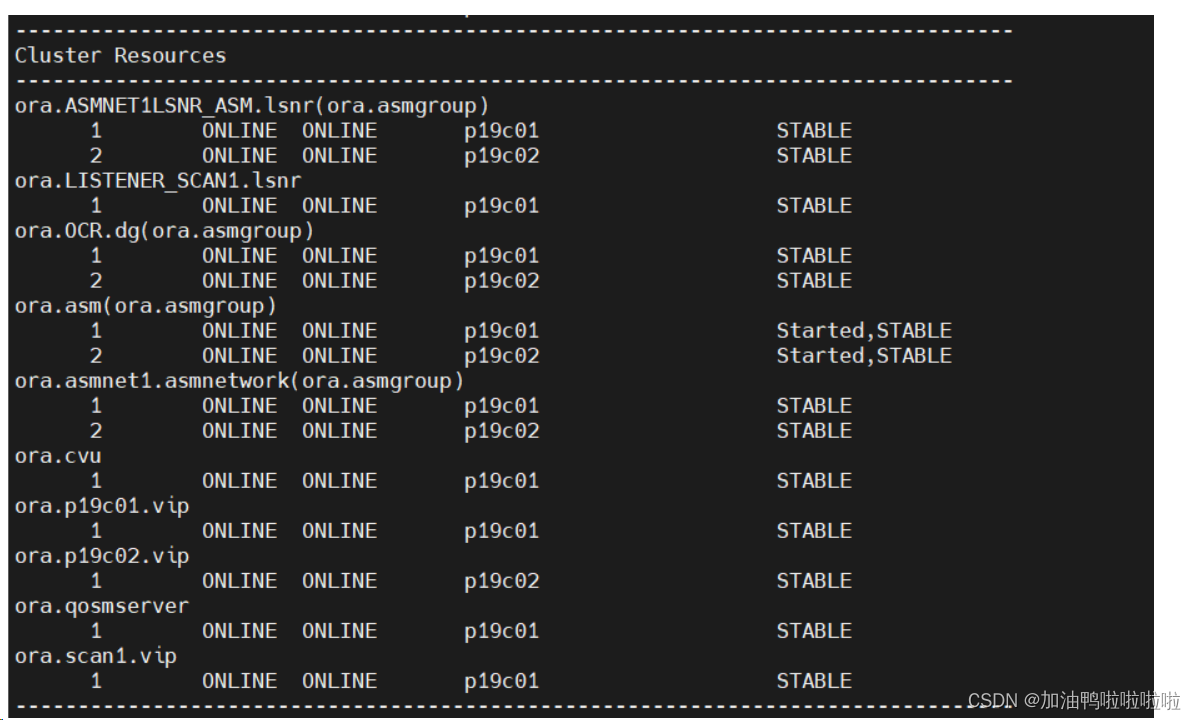 --------------------------------------------------------------------------------
Cluster Resources
--------------------------------------------------------------------------------
ora.ASMNET1LSNR_ASM.lsnr(ora.asmgroup)
      1        ONLINE  ONLINE       p19c01                   STABLE
      2        ONLINE  ONLINE       p19c02                   STABLE
ora.LISTENER_SCAN1.lsnr
      1        ONLINE  ONLINE       p19c01                   STABLE
ora.OCR.dg(ora.asmgroup)
      1        ONLINE  ONLINE       p19c01                   STABLE
      2        ONLINE  ONLINE       p19c02                   STABLE
ora.asm(ora.asmgroup)
      1        ONLINE  ONLINE       p19c01                   Started,STABLE
      2        ONLINE  ONLINE       p19c02                   Started,STABLE
ora.asmnet1.asmnetwork(ora.asmgroup)
      1        ONLINE  ONLINE       p19c01                   STABLE
      2        ONLINE  ONLINE       p19c02                   STABLE
ora.cvu
      1        ONLINE  ONLINE       p19c01                   STABLE
ora.p19c01.vip
      1        ONLINE  ONLINE       p19c01                   STABLE
ora.p19c02.vip
      1        ONLINE  ONLINE       p19c02                   STABLE
ora.qosmserver
      1        ONLINE  ONLINE       p19c01                   STABLE
ora.scan1.vip
      1        ONLINE  ONLINE       p19c01                   STABLE
--------------------------------------------------------------------------------
CSDN @加油鸭啦啦啦啦